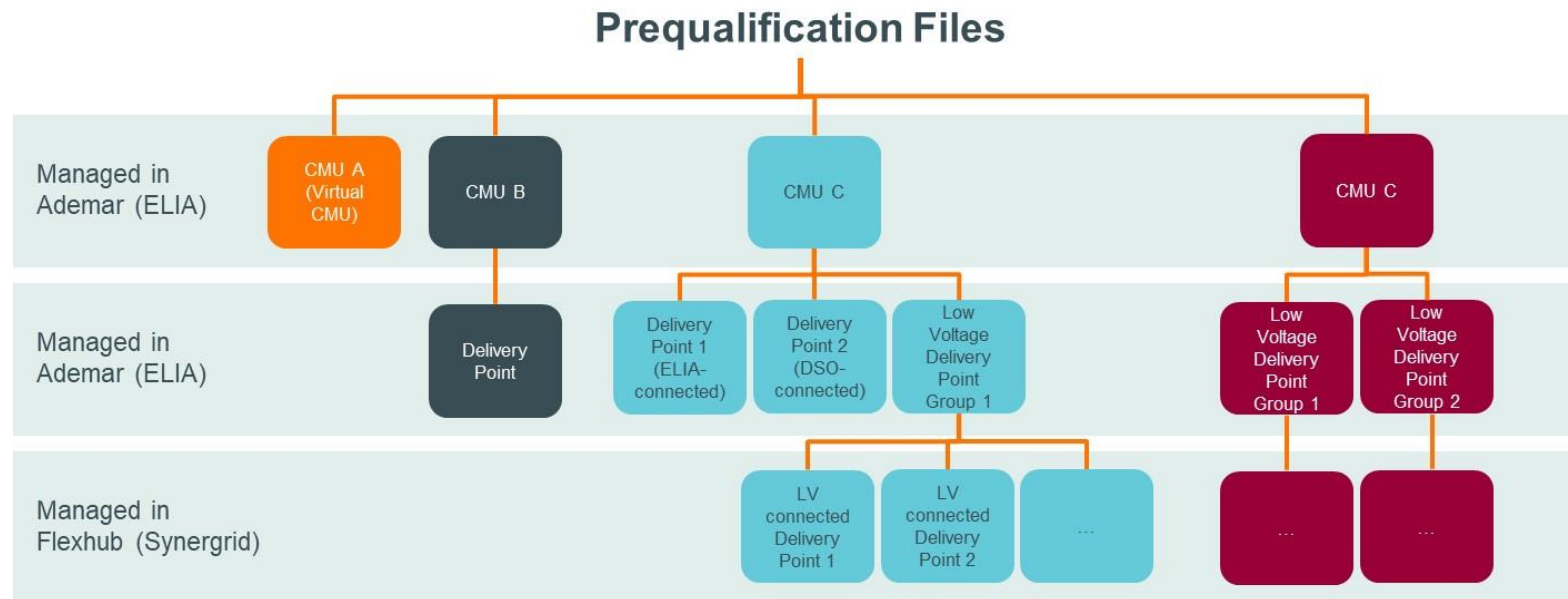 Prequalification Files
Managed in
Ademar (ELIA)
CMU A
(Virtual
CMU)
CMU B
CMU C
CMU C
Managed in
Ademar (ELIA)
Delivery
Point
Delivery
Point 1
(ELIA-
connected)
Delivery
Point 2
(DSO-
connected)
Low
Voltage
Delivery
Point
Group 1
Low
Voltage
Delivery
Point
Group 1
Low
Voltage
Delivery
Point
Group 2
Managed in
Flexhub (Synergrid)
LV
connected
Delivery
Point 1
LV
connected
Delivery
Point 2
...
...
...